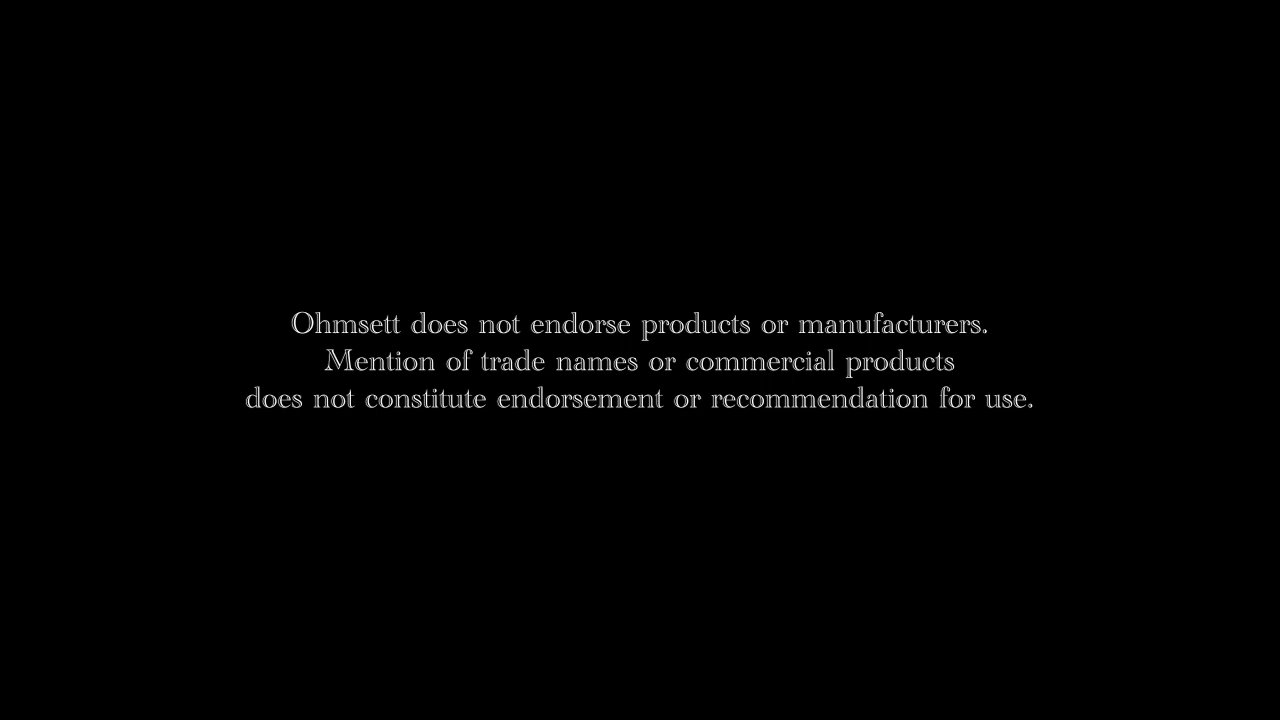 Ohmsett does not endorse products or manufacturers.
Mention of trade names or commercial products
does not constitute endorsement or recommendation for use.